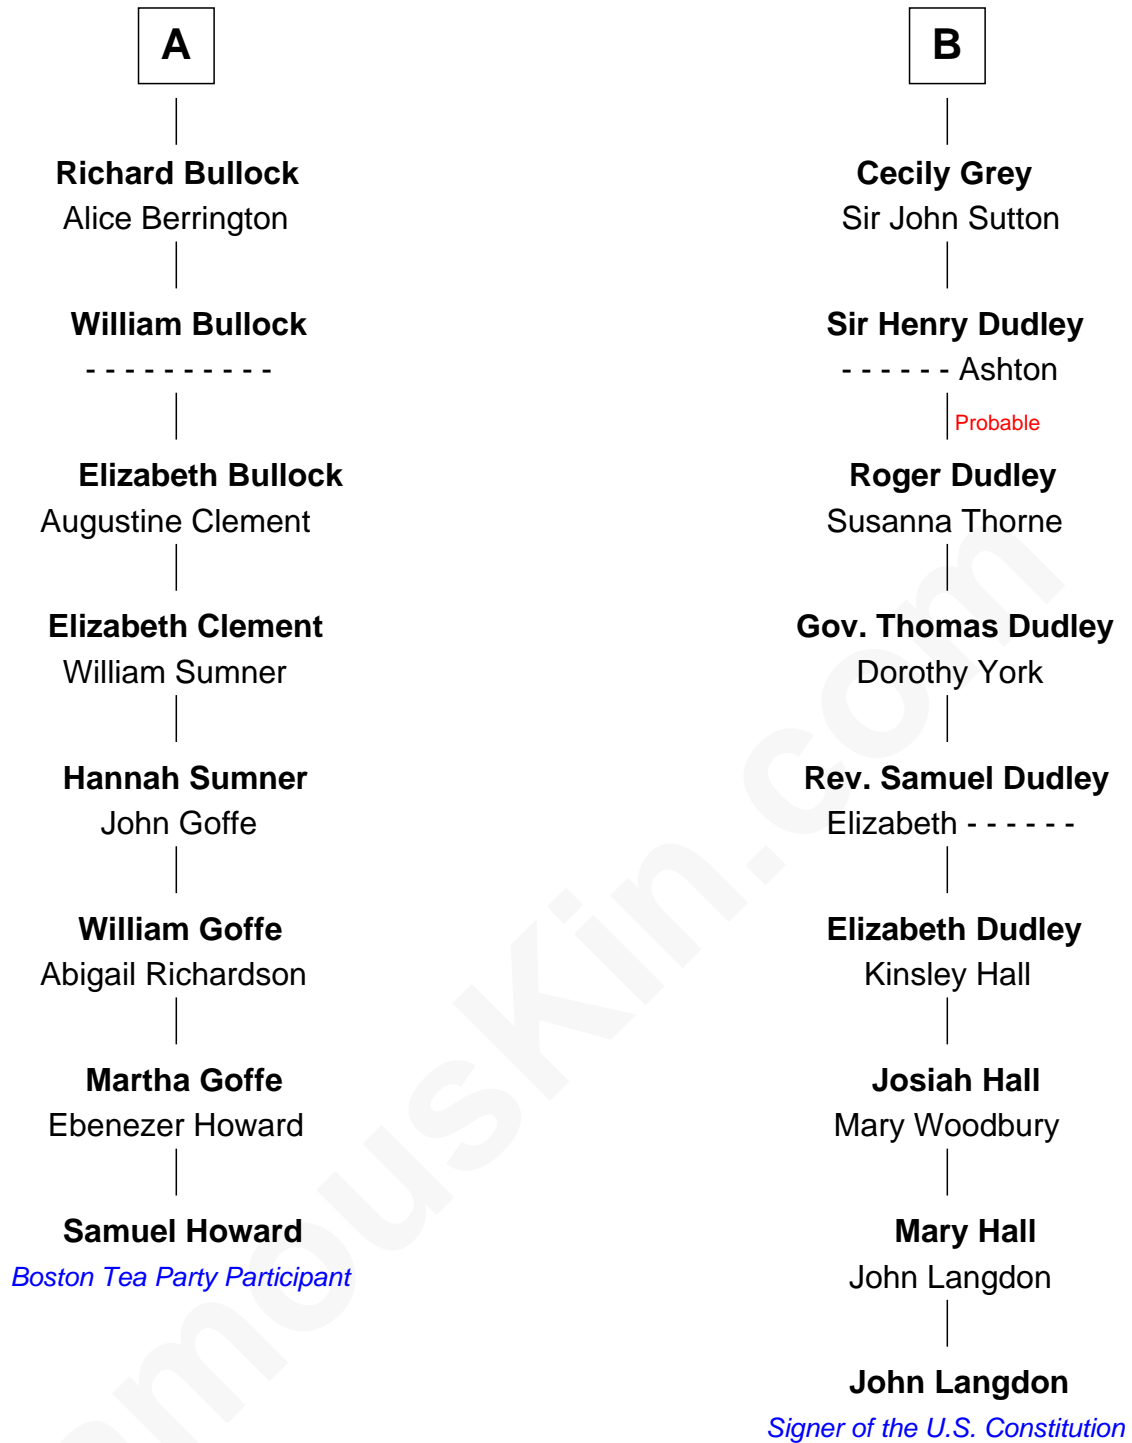 A
Richard Bullock
Alice Berrington
William Bullock
- - - - - - - - - -
Elizabeth Bullock
Augustine Clement
Elizabeth Clement
William Sumner
Hannah Sumner
John Goffe
William Goffe
Abigail Richardson
Martha Goffe
Ebenezer Howard
Samuel Howard
Boston Tea Party Participant
B
Cecily Grey
Sir John Sutton
Sir Henry Dudley
- - - - - - Ashton
Probable
Roger Dudley
Susanna Thorne
Gov. Thomas Dudley
Dorothy York
Rev. Samuel Dudley
Elizabeth - - - - - -
Elizabeth Dudley
Kinsley Hall
Josiah Hall
Mary Woodbury
Mary Hall
John Langdon
John Langdon
Signer of the U.S. Constitution
amouskin.com